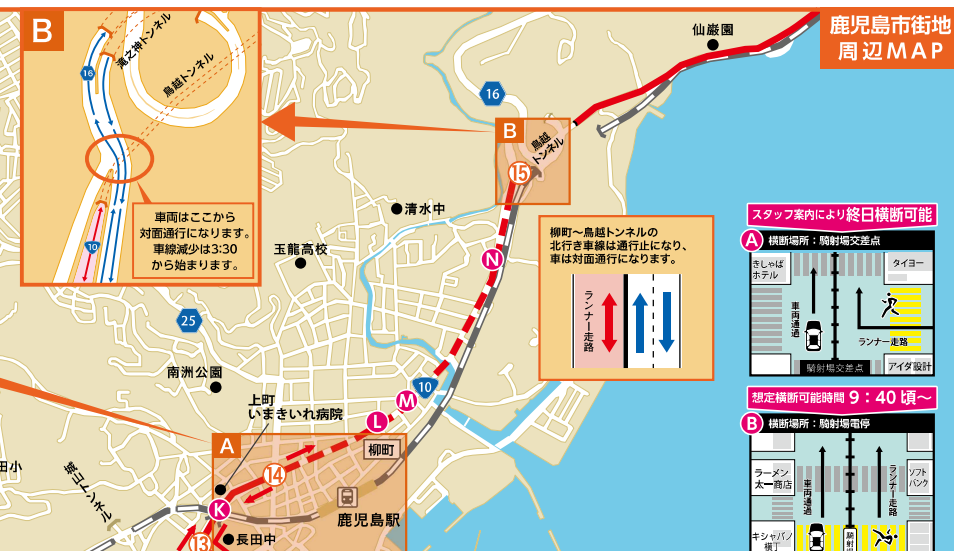 鹿児島市街地
周辺MAP
B
16
滝之神トンネル
鳥越トンネル
10
車両はここから
対面通行になります。
車線減少は3:30
から始まります。
仙巌園
16
B
鳥越
トンネル
15
清水中
玉龍高校
N
柳町〜鳥越トンネルの
北行き車線は通行止になり、
車は対面通行になります。
ランナー走路
25
南洲公園
上町
いまきいれ病院
10
M
L
A
柳町
14
K
13
鹿児島駅
長田中
田小
城山トンネル
スタッフ案内により終日横断可能
A 横断場所：騎射場交差点
きしゃば
ホテル
タイヨー
車両通過
ランナー走路
騎射場交差点
アイダ設計
想定横断可能時間 9：40頃〜
B 横断場所：騎射場電停
ラーメン
太一商店
車両通過
ランナー走路
ソフト
バンク
キシャバノ
横丁
騎射